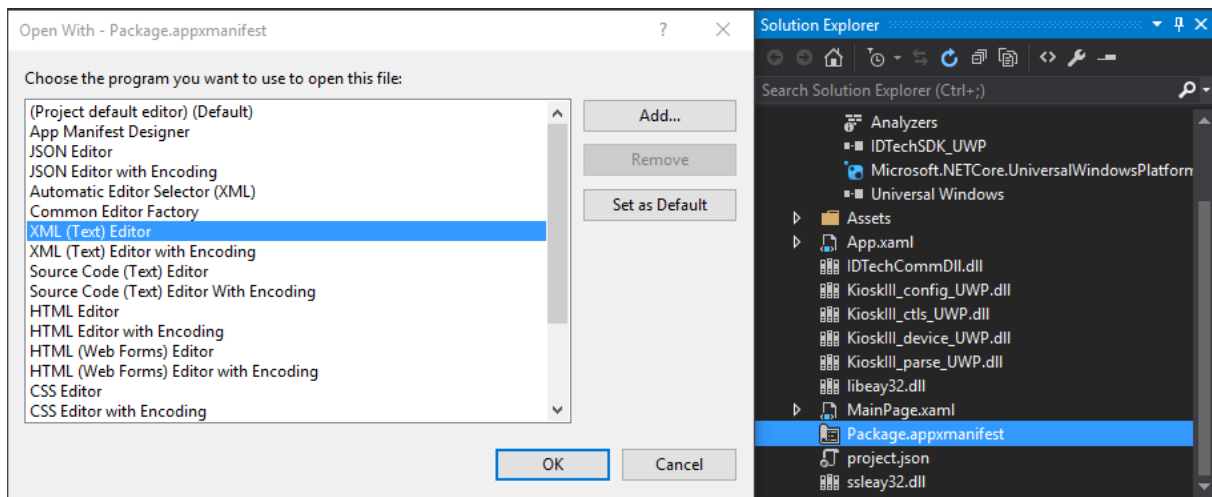 Open With - Package.appxmanifest
Choose the program you want to use to open this file:
(Project default editor) (Default)
App Manifest Designer
JSON Editor
JSON Editor with Encoding
Automatic Editor Selector (XML)
Common Editor Factory
XML (Text) Editor
XML (Text) Editor with Encoding
Source Code (Text) Editor
Source Code (Text) Editor With Encoding
HTML Editor
HTML Editor with Encoding
HTML (Web Forms) Editor
HTML (Web Forms) Editor with Encoding
CSS Editor
CSS Editor with Encoding
Add...
Remove
Set as Default
OK
Cancel
Solution Explorer
Search Solution Explorer (Ctrl+;)
Analyzers
IDTechSDK_UWP
Microsoft.NETCore.UniversalWindowsPlatform
Universal Windows
Assets
App.xaml
IDTechCommDll.dll
KioskIII_config_UWP.dll
KioskIII_ctls_UWP.dll
KioskIII_device_UWP.dll
KioskIII_parse_UWP.dll
libeay32.dll
MainPage.xaml
Package.appxmanifest
project.json
ssleay32.dll